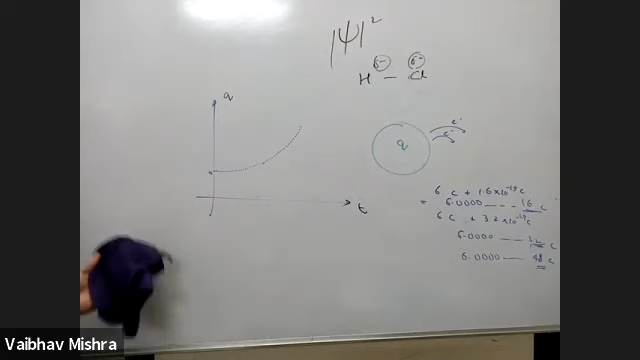 |ψ|²
δ- δ-
H - Cl
q
q
e⁻
e⁻
t
6 C + 1.6×10⁻¹⁹ C
= 6.0000 --- 16 C
6 C + 3.2×10⁻¹⁹ C
6.0000 --- 32 C
6.0000 --- 48 C
Vaibhav Mishra